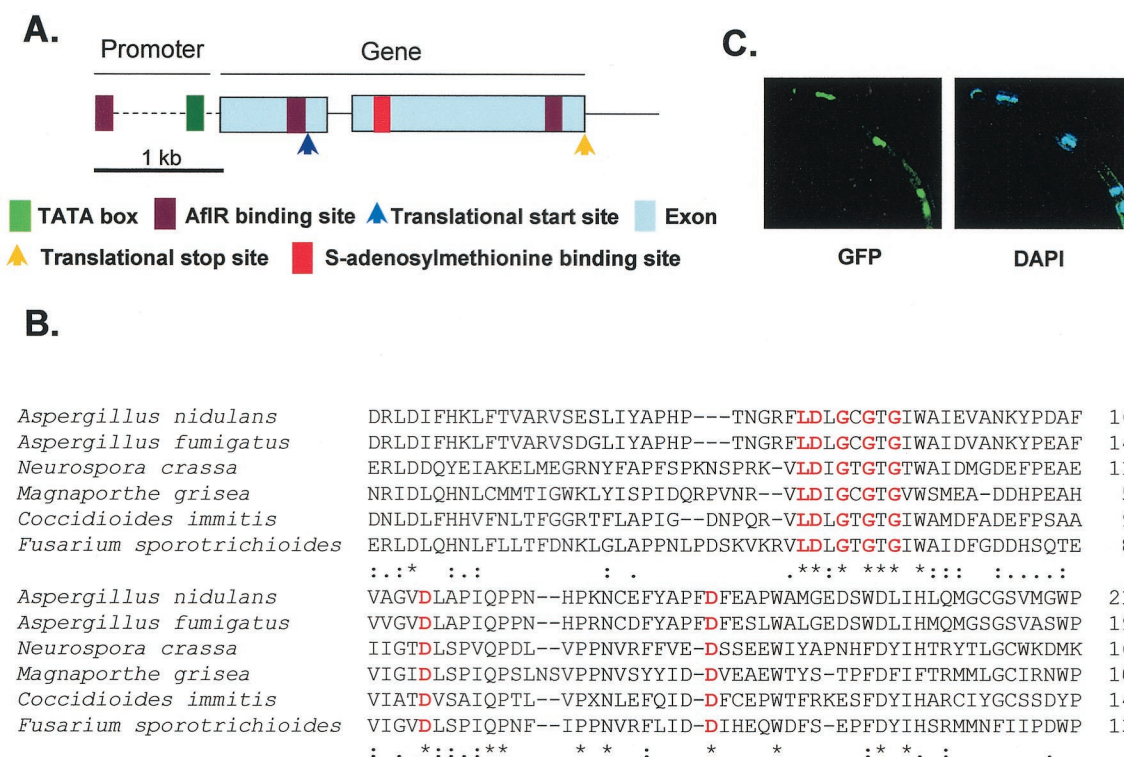 A.
Promoter
Gene
1 kb
TATA box
AflR binding site
Translational start site
Exon
Translational stop site
S-adenosylmethionine binding site
C.
GFP
DAPI
B.
Aspergillus nidulans DRLDIFHKLFTVARVSESLIYAPHP---TNGRFLDLGCGTGIWAIEVANKYPDAF
Aspergillus fumigatus DRLDIFHKLFTVARVSDGLIYAPHP---TNGRFLDLGCGTGIWAIDVANKYPEAF
Neurospora crassa ERLDDQYEIAKELMEGRNYFAPFSPKNSPRK-VLDIGTGTGTWAIDMGDEFPEAE
Magnaporthe grisea NRIDLQHNLCMMTIGWKLYISPIDQRPVNR--VLDIGCGTGVWSMEA-DDHPEAH
Coccidioides immitis DNLDLFHHVFNLTFGGRTFLAPIG--DNPQR-VLDLGTGTGIWAMDFADEFPSAA
Fusarium sporotrichioides ERLDLQHNLFLLTFDNKLGLAPPNLPDSKVKRVLDLGTGTGIWAIDFGDDHSQTE
:.:* :.: : . .**:* *** *::: :....:
Aspergillus nidulans VAGVDLAPIQPPN--HPKNCEFYAPFDFEAPWAMGEDSWDLIHLQMGCGSVMGWP
Aspergillus fumigatus VVGVDLAPIQPPN--HPRNCDFYAPFDFESLWALGEDSWDLIHMQMGSGSVASWP
Neurospora crassa IIGTDLSPVQPDL--VPPNVRFFVE-DSSEEWIYAPNHFDYIHTRYTLGCWKDMK
Magnaporthe grisea VIGIDLSPIQPSLNSVPPNVSYYID-DVEAEWTYS-TPFDFIFTRMMLGCIRNWP
Coccidioides immitis VIATDVSAIQPTL--VPXNLEFQID-DFCEPWTFRKESFDYIHARCIYGCSSDYP
Fusarium sporotrichioides VIGVDLSPIQPNF--IPPNVRFLID-DIHEQWDFS-EPFDYIHSRMMNFIIPDWP
: . *::.:** * * : * * :* *. : .